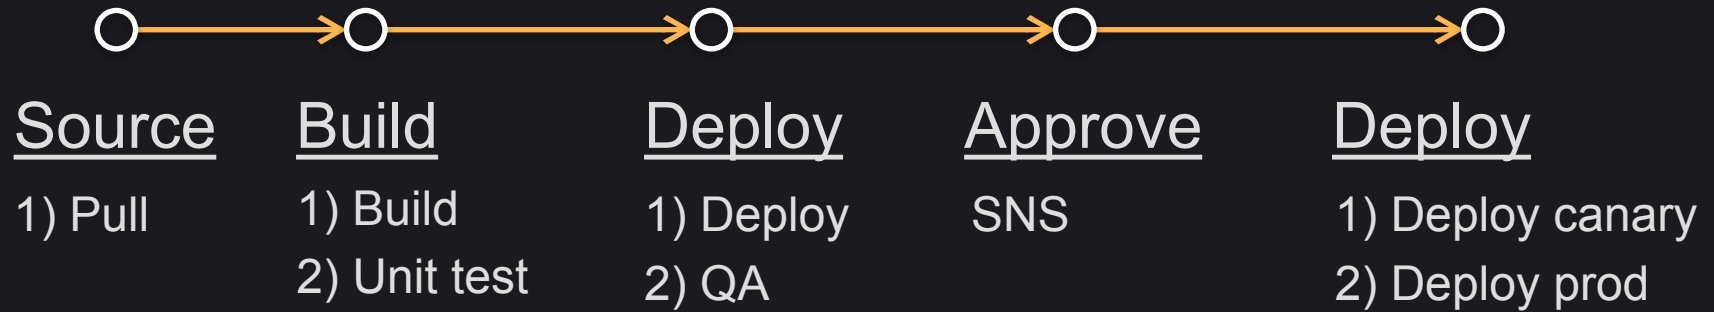 Source
1) Pull
Build
1) Build
2) Unit test
Deploy
1) Deploy
2) QA
Approve
SNS
Deploy
1) Deploy canary
2) Deploy prod